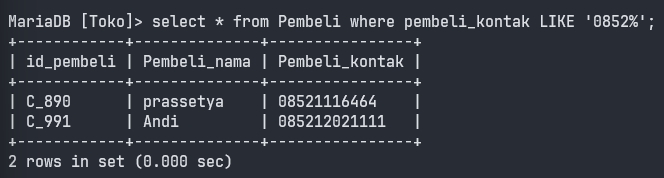 MariaDB [Toko]> select * from Pembeli where pembeli_kontak LIKE '0852%';
+------------+--------------+----------------+
| id_pembeli | Pembeli_nama | Pembeli_kontak |
+------------+--------------+----------------+
| C_890      | prassetya    | 08521116464    |
| C_991      | Andi         | 085212021111   |
+------------+--------------+----------------+
2 rows in set (0.000 sec)